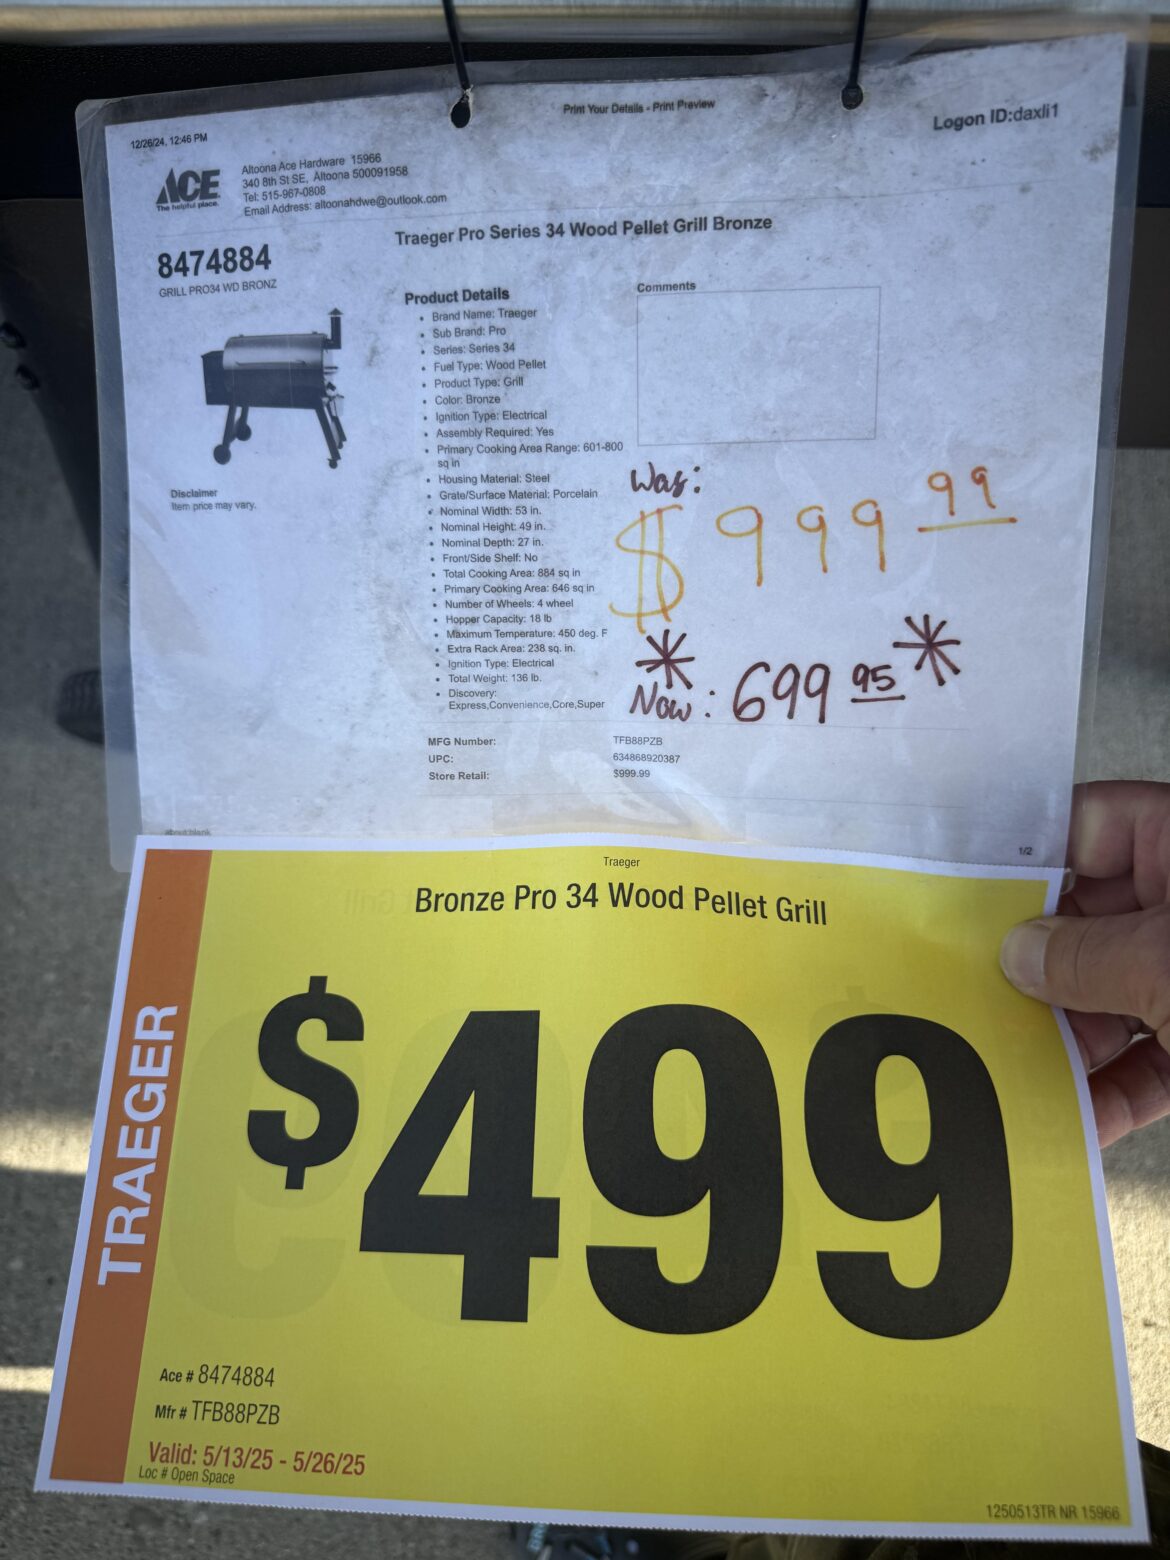 Print Your Details - Print Preview
12/26/24, 12:46 PM
Logon ID:daxli1
ACE
The helpful place.
Altoona Ace Hardware 15966
340 8th St SE, Altoona 500091958
Tel: 515-967-0808
Email Address: altoonahdwe@outlook.com
Traeger Pro Series 34 Wood Pellet Grill Bronze
8474884
GRILL PRO34 WD BRONZ
Product Details
Brand Name: Traeger
Sub Brand: Pro
Series: Series 34
Fuel Type: Wood Pellet
Product Type: Grill
Color: Bronze
Ignition Type: Electrical
Assembly Required: Yes
Primary Cooking Area Range: 601-800
sq in
Housing Material: Steel
Grate/Surface Material: Porcelain
Nominal Width: 53 in.
Nominal Height: 49 in.
Nominal Depth: 27 in.
Front/Side Shelf: No
Total Cooking Area: 884 sq in
Primary Cooking Area: 646 sq in
Number of Wheels: 4 wheel
Hopper Capacity: 18 lb
Maximum Temperature: 450 deg. F
Extra Rack Area: 238 sq. in.
Ignition Type: Electrical
Total Weight: 136 lb.
Discovery:
Express,Convenience,Core,Super
Comments
Disclaimer
Item price may vary.
Was:
$999 99
* Now: 699 95 *
MFG Number: TFB88PZB
UPC: 634868920387
Store Retail: $999.99
about:blank
1/2
Traeger
Bronze Pro 34 Wood Pellet Grill
TRAEGER
$499
Ace # 8474884
Mfr # TFB88PZB
Valid: 5/13/25 - 5/26/25
Loc # Open Space
1250513TR NR 15966